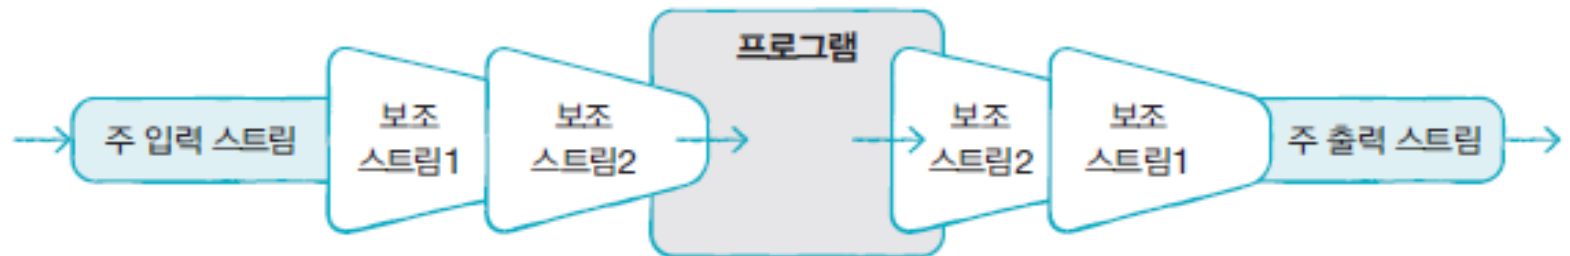 프로그램
주 입력 스트림
보조
스트림1
보조
스트림2
보조
스트림2
보조
스트림1
주 출력 스트림